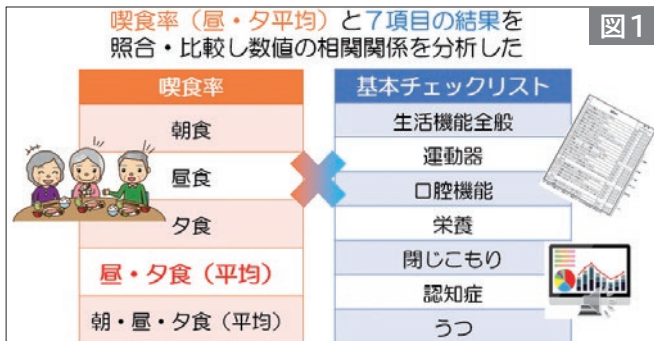 喫食率（昼・夕平均）と７項目の結果を
図1
照合・比較し数値の相関関係を分析した
喫食率
朝食
昼食
夕食
昼・夕食（平均）
朝・昼・夕食（平均）
基本チェックリスト
生活機能全般
運動器
口腔機能
栄養
閉じこもり
認知症
うつ